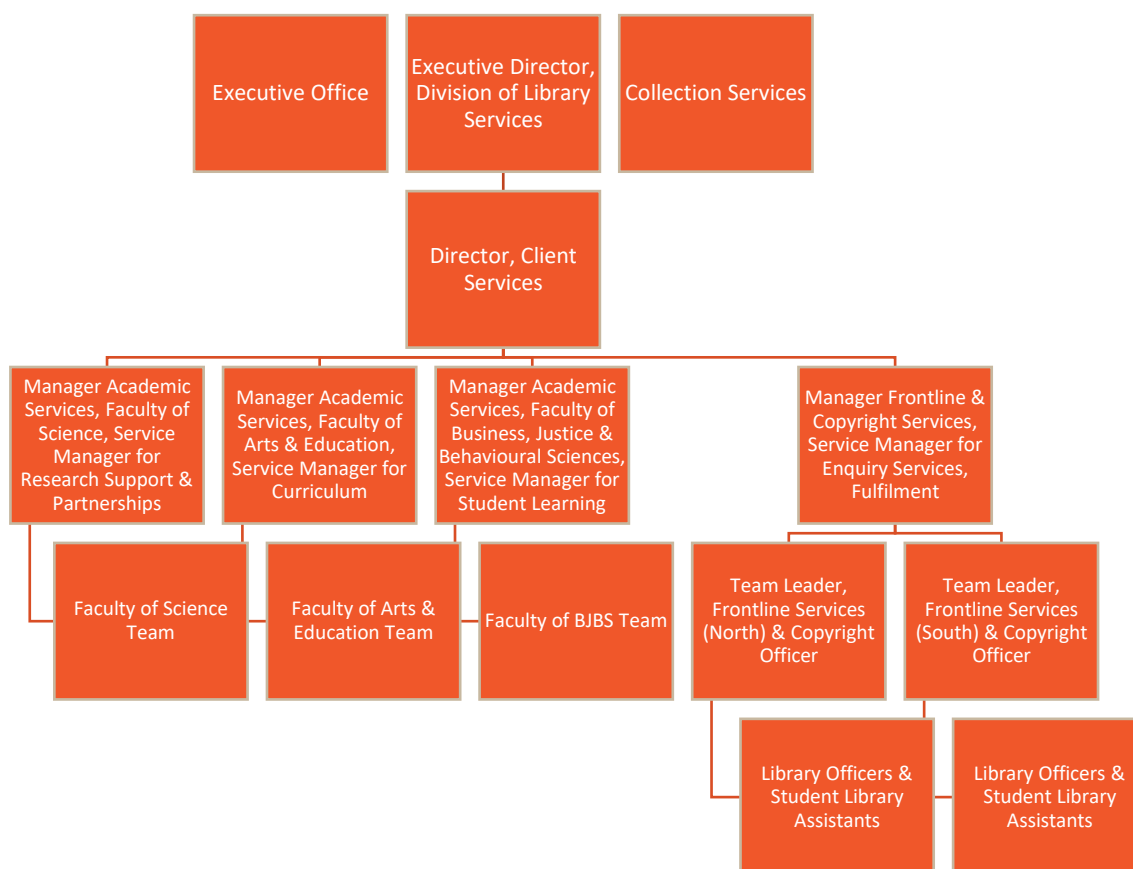 Executive Office
Executive Director,
Division of Library
Services
Collection Services
Director, Client
Services
Manager Academic
Services, Faculty of
Science, Service
Manager for
Research Support &
Partnerships
Manager Academic
Services, Faculty of
Arts & Education,
Service Manager for
Curriculum
Manager Academic
Services, Faculty of
Business, Justice &
Behavioural Sciences,
Service Manager for
Student Learning
Manager Frontline &
Copyright Services,
Service Manager for
Enquiry Services,
Fulfilment
Faculty of Science
Team
Faculty of Arts &
Education Team
Faculty of BJBS Team
Team Leader,
Frontline Services
(North) & Copyright
Officer
Team Leader,
Frontline Services
(South) & Copyright
Officer
Library Officers &
Student Library
Assistants
Library Officers &
Student Library
Assistants